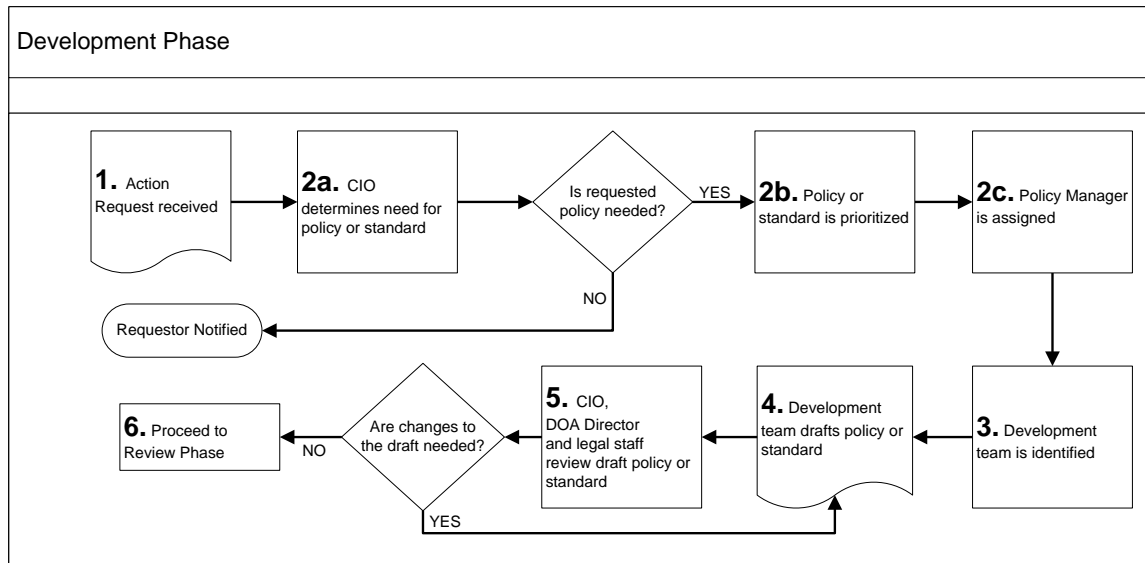 Development Phase
1. Action
Request received
2a. CIO
determines need for
policy or standard
Is requested
policy needed?
YES
2b. Policy or
standard is prioritized
2c. Policy Manager
is assigned
NO
Requestor Notified
6. Proceed to
Review Phase
NO
Are changes to
the draft needed?
YES
5. CIO,
DOA Director
and legal staff
review draft policy or
standard
4. Development
team drafts policy or
standard
3. Development
team is identified